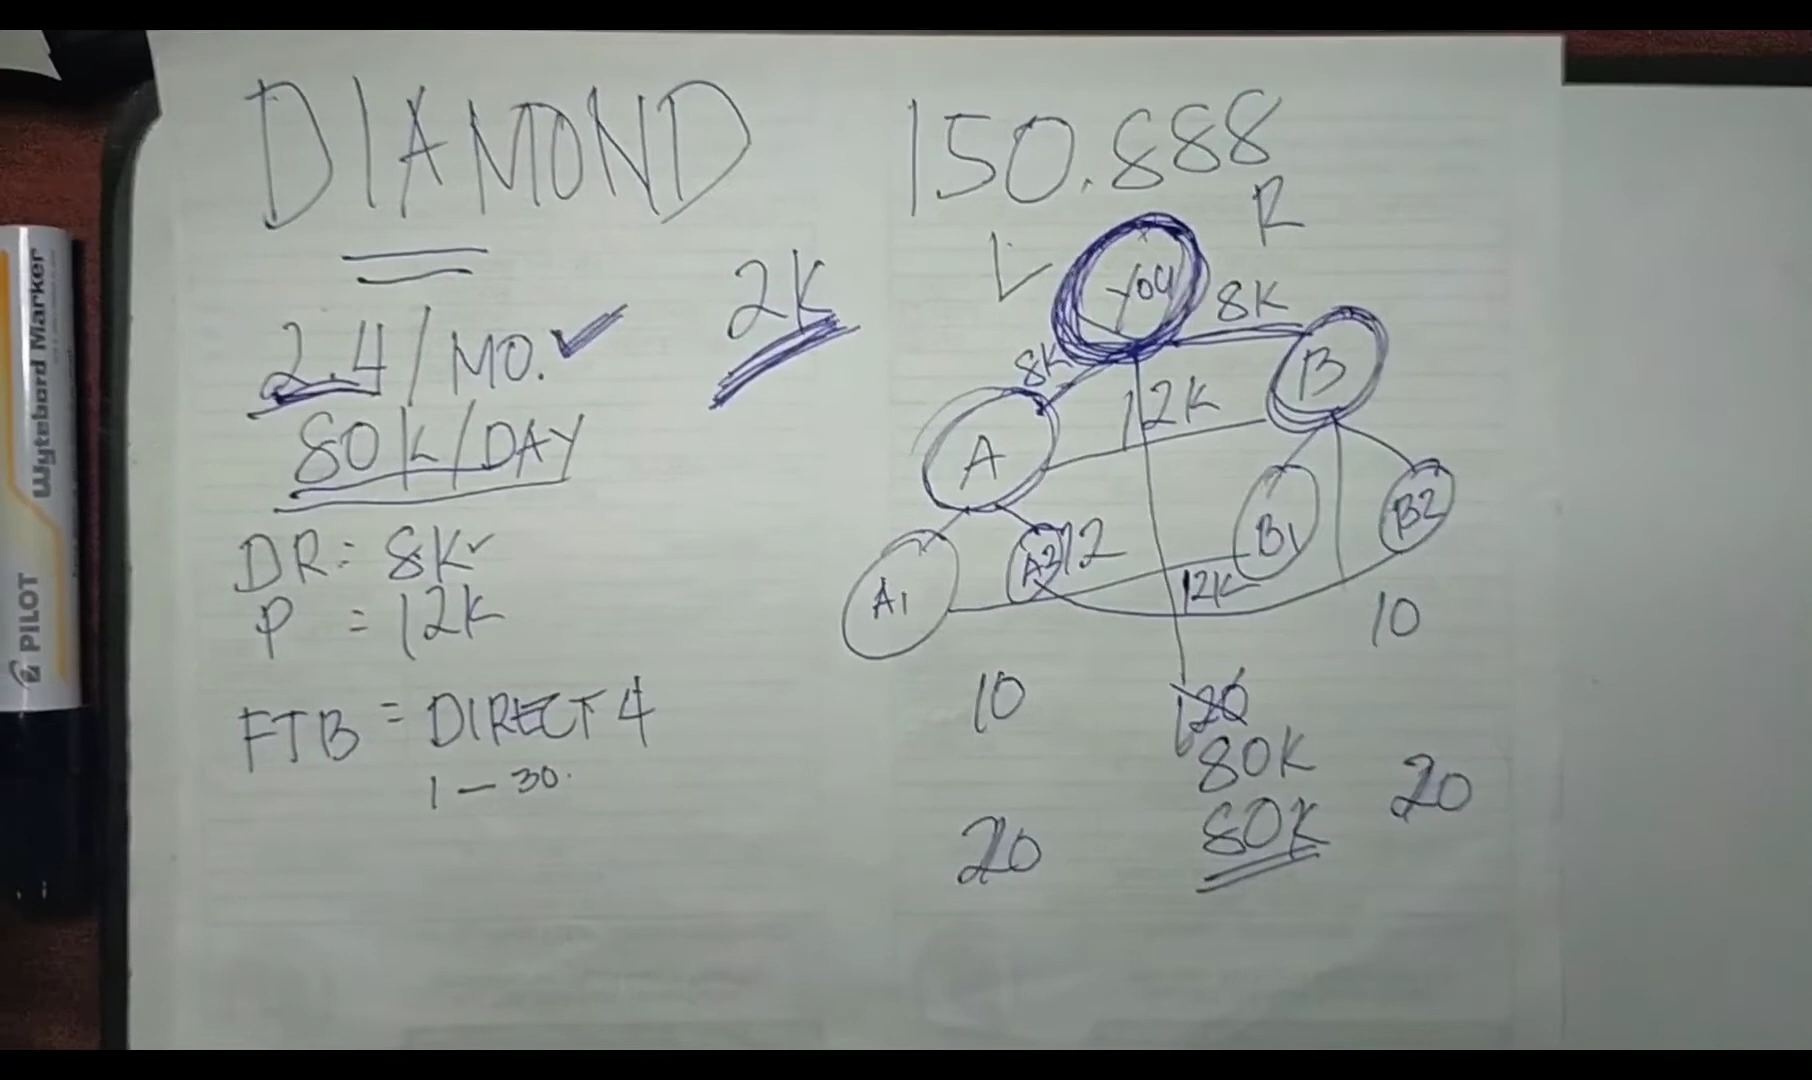 DIAMOND
2.4/MO.
2K
80K/DAY
DR = 8K
P = 12K
FTB = DIRECT 4
1 - 30.
150.888
L
R
YOU
8K
8K
A
12K
B
A1
A2
12
B1
B2
12K
10
10
120
80K
80K
20
20
PILOT
Wytebord Marker